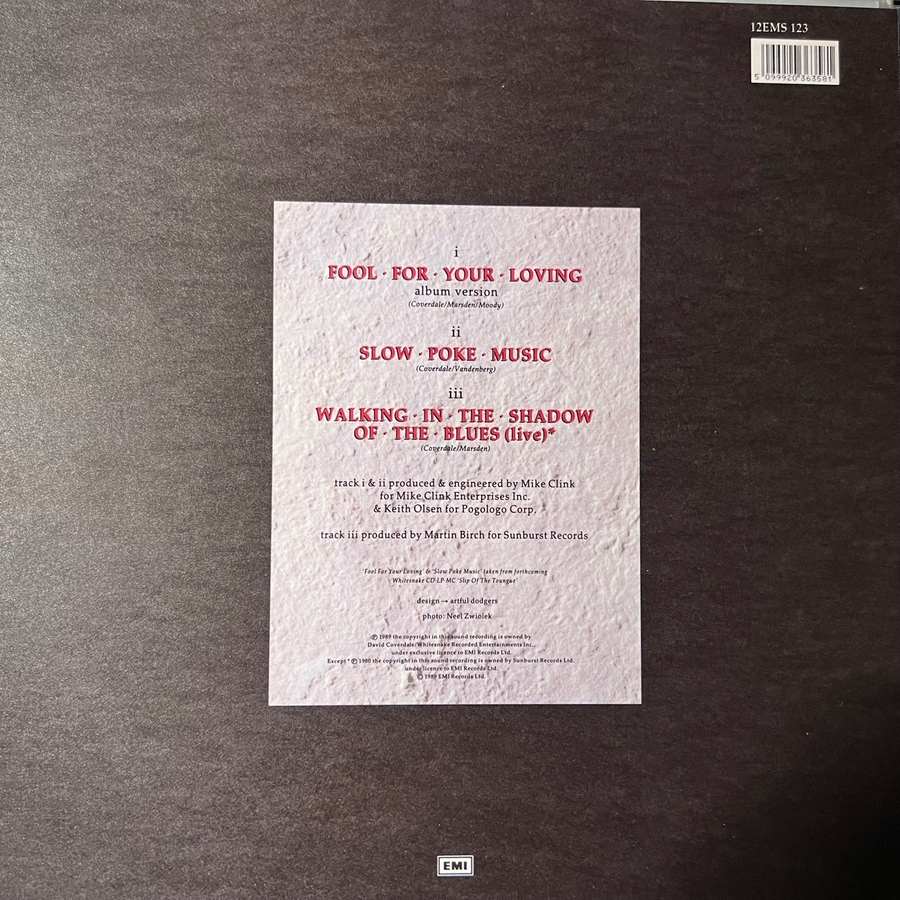 12EMS 123
5 099920 363581
i
FOOL · FOR · YOUR · LOVING
album version
(Coverdale/Marsden/Moody)
ii
SLOW · POKE · MUSIC
(Coverdale/Vandenberg)
iii
WALKING · IN · THE · SHADOW
OF · THE · BLUES (live)*
(Coverdale/Marsden)
track i & ii produced & engineered by Mike Clink
for Mike Clink Enterprises Inc.
& Keith Olsen for Pogologo Corp.
track iii produced by Martin Birch for Sunburst Records
'Fool For Your Loving' & 'Slow Poke Music' taken from forthcoming
Whitesnake CD·LP·MC 'Slip Of The Tongue'
design → artful dodgers
photo: Neel Zwiolek
℗ 1989 the copyright in this sound recording is owned by
David Coverdale/Whitesnake Recorded Entertainments Inc.,
under exclusive licence to EMI Records Ltd.
Except * ℗ 1980 the copyright in this sound recording is owned by Sunburst Records Ltd.
under licence to EMI Records Ltd.
© 1989 EMI Records Ltd.
EMI